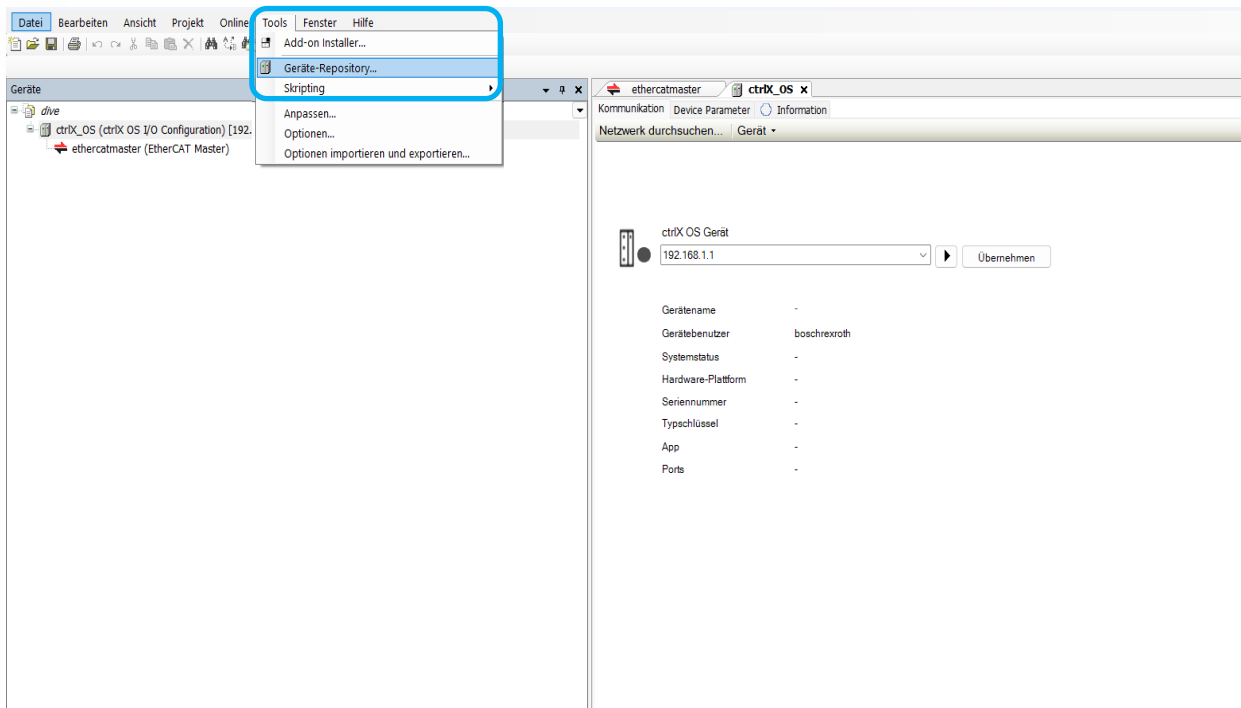 Datei Bearbeiten Ansicht Projekt Online Tools Fenster Hilfe
Add-on Installer...
Geräte-Repository...
Skripting
Anpassen...
Optionen...
Optionen importieren und exportieren...
Geräte
dive
ctrlX_OS (ctrlX OS I/O Configuration) [192.
ethercatmaster (EtherCAT Master)
ethercatmaster ctrlX_OS
Kommunikation Device Parameter Information
Netzwerk durchsuchen... Gerät
ctrlX OS Gerät
192.168.1.1 Übernehmen
Gerätename -
Gerätebenutzer boschrexroth
Systemstatus -
Hardware-Plattform -
Seriennummer -
Typschlüssel -
App -
Ports -